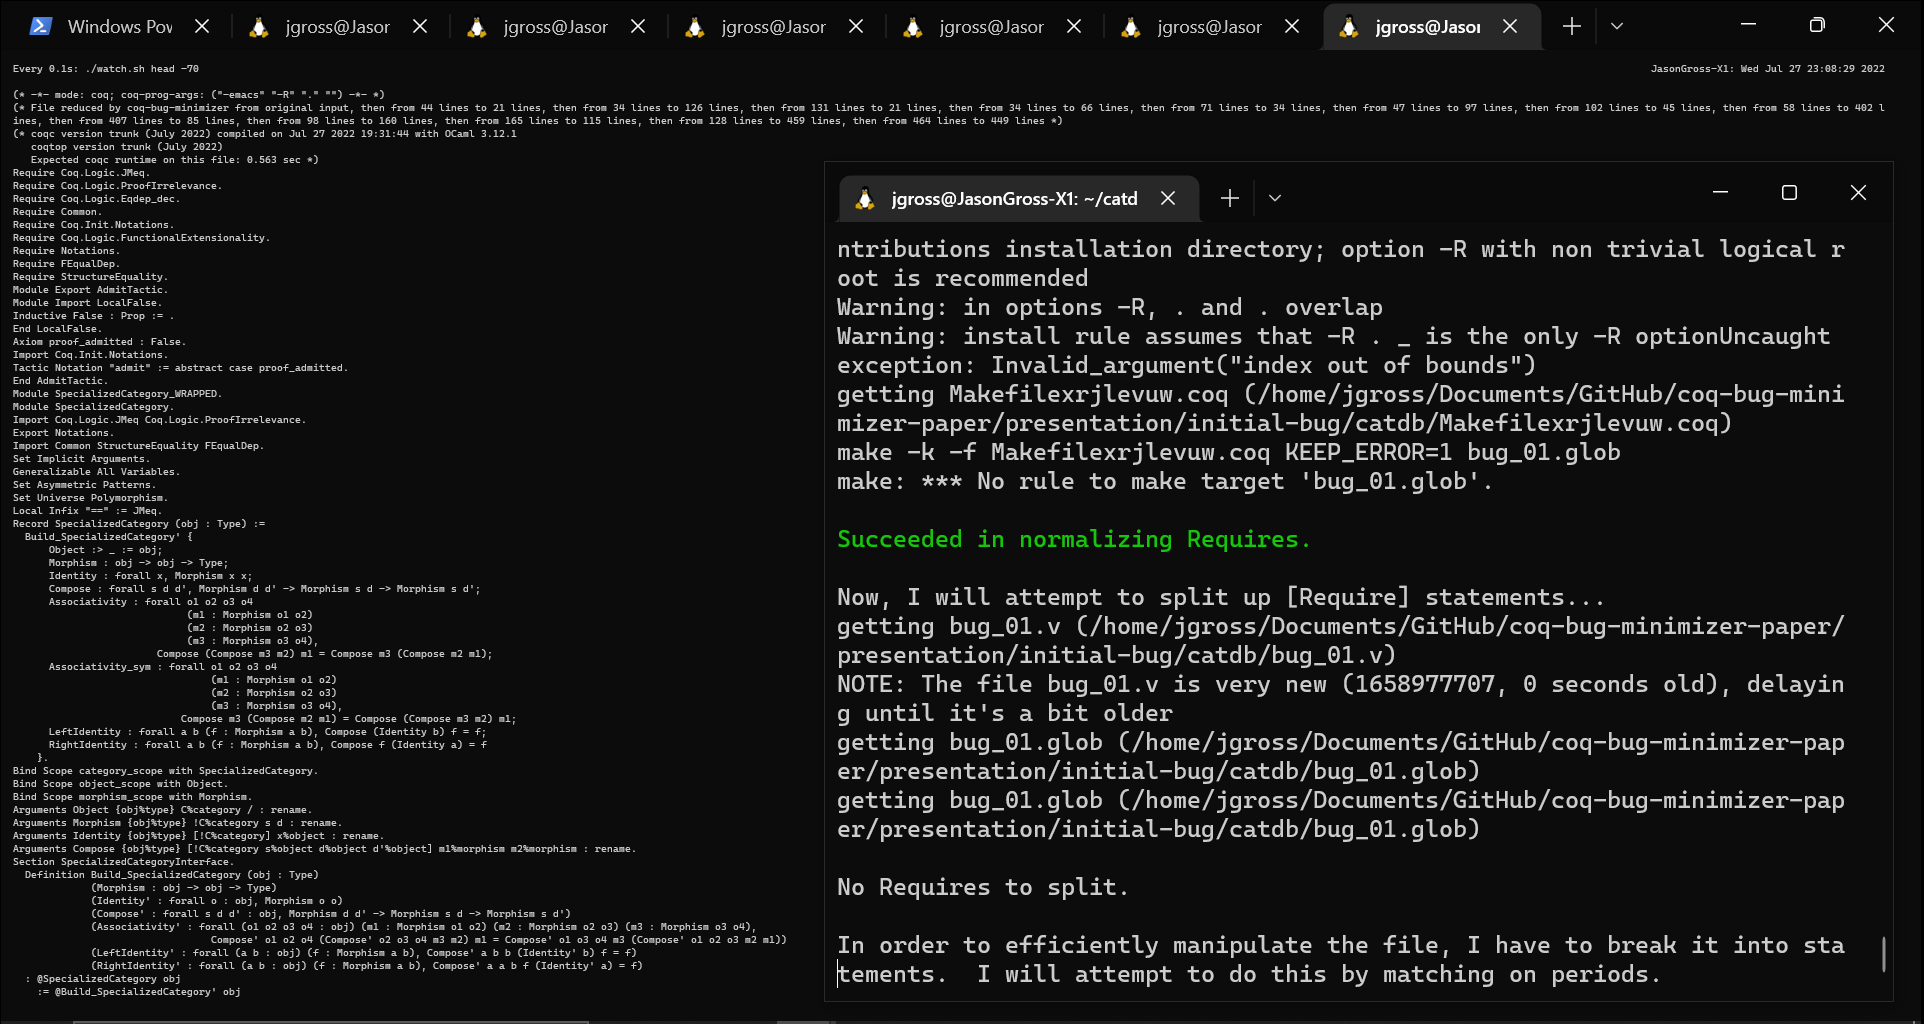 Windows Pov
jgross@Jasor
jgross@Jasor
jgross@Jasor
jgross@Jasor
jgross@Jasor
jgross@Jasor
Every 0.1s: ./watch.sh head -70
JasonGross-X1: Wed Jul 27 23:08:29 2022
(* -*- mode: coq; coq-prog-args: ("-emacs" "-R" "." "") -*- *)
(* File reduced by coq-bug-minimizer from original input, then from 44 lines to 21 lines, then from 34 lines to 126 lines, then from 131 lines to 21 lines, then from 34 lines to 66 lines, then from 71 lines to 34 lines, then from 47 lines to 97 lines, then from 102 lines to 45 lines, then from 58 lines to 402 l
ines, then from 407 lines to 85 lines, then from 98 lines to 160 lines, then from 165 lines to 115 lines, then from 128 lines to 459 lines, then from 464 lines to 449 lines *)
(* coqc version trunk (July 2022) compiled on Jul 27 2022 19:31:44 with OCaml 3.12.1
   coqtop version trunk (July 2022)
   Expected coqc runtime on this file: 0.563 sec *)
Require Coq.Logic.JMeq.
Require Coq.Logic.ProofIrrelevance.
Require Coq.Logic.Eqdep_dec.
Require Common.
Require Coq.Init.Notations.
Require Coq.Logic.FunctionalExtensionality.
Require Notations.
Require FEqualDep.
Require StructureEquality.
Module Export AdmitTactic.
Module Import LocalFalse.
Inductive False : Prop := .
End LocalFalse.
Axiom proof_admitted : False.
Import Coq.Init.Notations.
Tactic Notation "admit" := abstract case proof_admitted.
End AdmitTactic.
Module SpecializedCategory_WRAPPED.
Module SpecializedCategory.
Import Coq.Logic.JMeq Coq.Logic.ProofIrrelevance.
Export Notations.
Import Common StructureEquality FEqualDep.
Set Implicit Arguments.
Generalizable All Variables.
Set Asymmetric Patterns.
Set Universe Polymorphism.
Local Infix "==" := JMeq.
Record SpecializedCategory (obj : Type) :=
  Build_SpecializedCategory' {
      Object :> _ := obj;
      Morphism : obj -> obj -> Type;
      Identity : forall x, Morphism x x;
      Compose : forall s d d', Morphism d d' -> Morphism s d -> Morphism s d';
      Associativity : forall o1 o2 o3 o4
                             (m1 : Morphism o1 o2)
                             (m2 : Morphism o2 o3)
                             (m3 : Morphism o3 o4),
                        Compose (Compose m3 m2) m1 = Compose m3 (Compose m2 m1);
      Associativity_sym : forall o1 o2 o3 o4
                                 (m1 : Morphism o1 o2)
                                 (m2 : Morphism o2 o3)
                                 (m3 : Morphism o3 o4),
                            Compose m3 (Compose m2 m1) = Compose (Compose m3 m2) m1;
      LeftIdentity : forall a b (f : Morphism a b), Compose (Identity b) f = f;
      RightIdentity : forall a b (f : Morphism a b), Compose f (Identity a) = f
    }.
Bind Scope category_scope with SpecializedCategory.
Bind Scope object_scope with Object.
Bind Scope morphism_scope with Morphism.
Arguments Object {obj%type} C%category / : rename.
Arguments Morphism {obj%type} !C%category s d : rename.
Arguments Identity {obj%type} [!C%category] x%object : rename.
Arguments Compose {obj%type} [!C%category s%object d%object d'%object] m1%morphism m2%morphism : rename.
Section SpecializedCategoryInterface.
  Definition Build_SpecializedCategory (obj : Type)
             (Morphism : obj -> obj -> Type)
             (Identity' : forall o : obj, Morphism o o)
             (Compose' : forall s d d' : obj, Morphism d d' -> Morphism s d -> Morphism s d')
             (Associativity' : forall (o1 o2 o3 o4 : obj) (m1 : Morphism o1 o2) (m2 : Morphism o2 o3) (m3 : Morphism o3 o4),
                                 Compose' o1 o2 o4 (Compose' o2 o3 o4 m3 m2) m1 = Compose' o1 o3 o4 m3 (Compose' o1 o2 o3 m2 m1))
             (LeftIdentity' : forall (a b : obj) (f : Morphism a b), Compose' a b b (Identity' b) f = f)
             (RightIdentity' : forall (a b : obj) (f : Morphism a b), Compose' a a b f (Identity' a) = f)
  : @SpecializedCategory obj
    := @Build_SpecializedCategory' obj
jgross@JasonGross-X1: ~/catd
ntributions installation directory; option -R with non trivial logical r
oot is recommended
Warning: in options -R, . and . overlap
Warning: install rule assumes that -R . _ is the only -R optionUncaught
exception: Invalid_argument("index out of bounds")
getting Makefilexrjlevuw.coq (/home/jgross/Documents/GitHub/coq-bug-mini
mizer-paper/presentation/initial-bug/catdb/Makefilexrjlevuw.coq)
make -k -f Makefilexrjlevuw.coq KEEP_ERROR=1 bug_01.glob
make: *** No rule to make target 'bug_01.glob'.
Succeeded in normalizing Requires.
Now, I will attempt to split up [Require] statements...
getting bug_01.v (/home/jgross/Documents/GitHub/coq-bug-minimizer-paper/
presentation/initial-bug/catdb/bug_01.v)
NOTE: The file bug_01.v is very new (1658977707, 0 seconds old), delayin
g until it's a bit older
getting bug_01.glob (/home/jgross/Documents/GitHub/coq-bug-minimizer-pap
er/presentation/initial-bug/catdb/bug_01.glob)
getting bug_01.glob (/home/jgross/Documents/GitHub/coq-bug-minimizer-pap
er/presentation/initial-bug/catdb/bug_01.glob)
No Requires to split.
In order to efficiently manipulate the file, I have to break it into sta
tements.  I will attempt to do this by matching on periods.